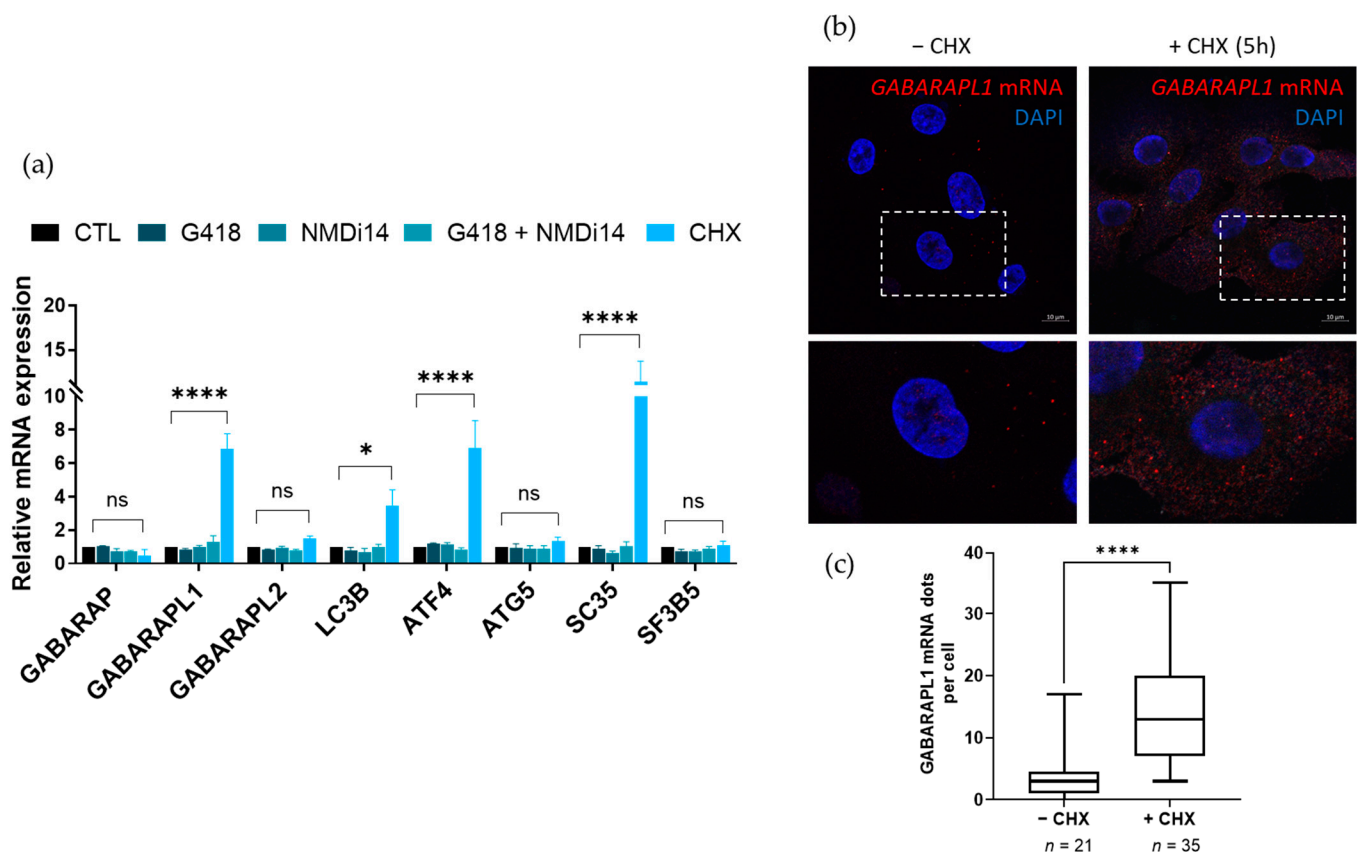 (a)
CTL G418 NMDi14 G418 + NMDi14 CHX
Relative mRNA expression
20
15
10
8
6
4
2
0
ns
****
ns
*
****
ns
****
ns
GABARAP
GABARAPL1
GABARAPL2
LC3B
ATF4
ATG5
SC35
SF3B5
(b)
– CHX
+ CHX (5h)
GABARAPL1 mRNA
DAPI
10 µm
GABARAPL1 mRNA
DAPI
10 µm
(c)
GABARAPL1 mRNA dots
per cell
40
30
20
10
0
****
– CHX
+ CHX
n = 21
n = 35